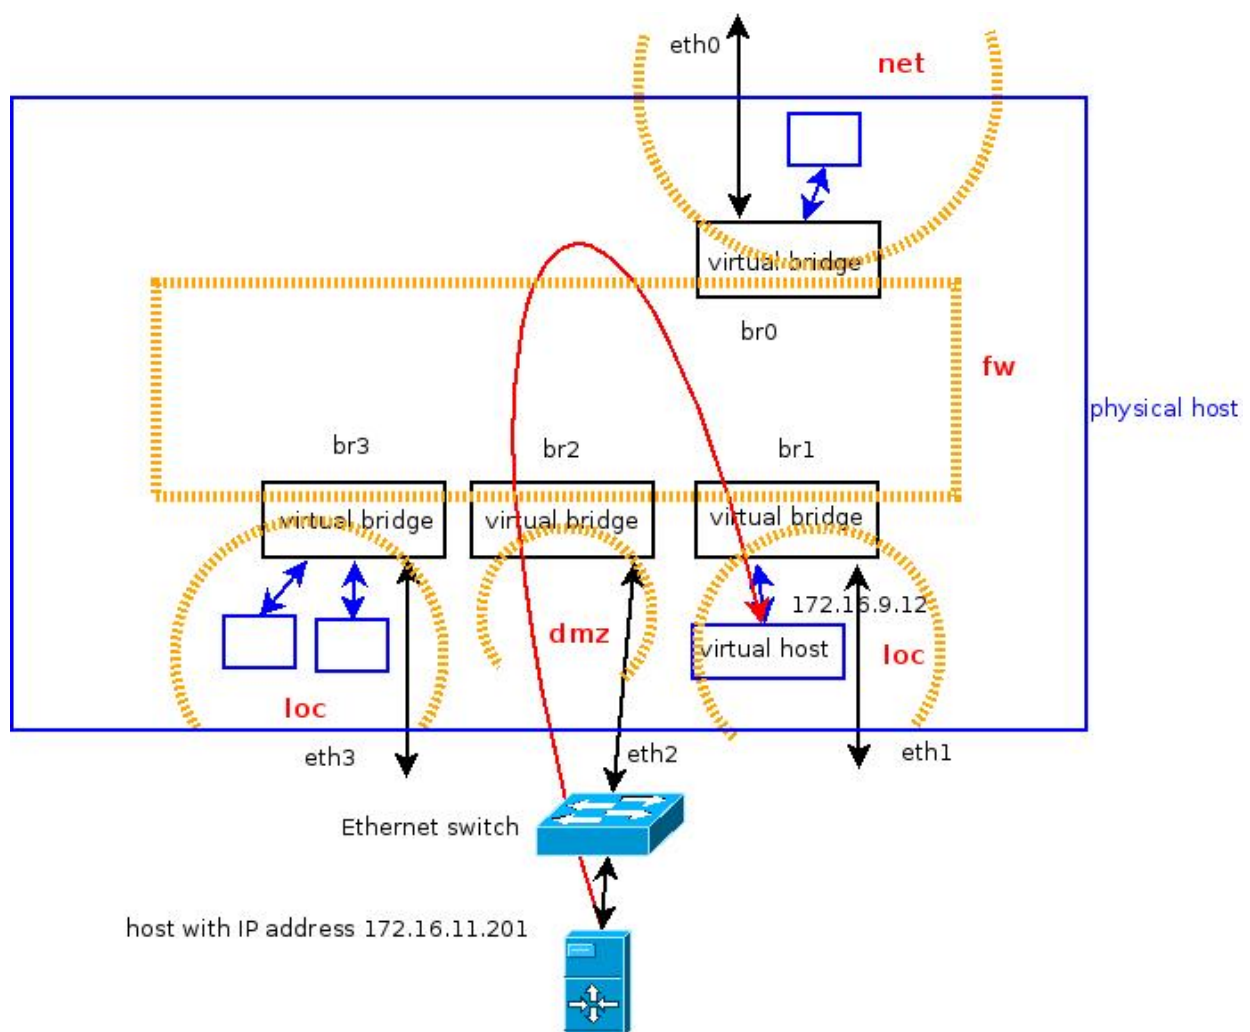 eth0
net
virtual bridge
br0
fw
physical host
br3
br2
br1
virtual bridge
virtual bridge
virtual bridge
172.16.9.12
dmz
virtual host
loc
loc
eth3
eth2
eth1
Ethernet switch
host with IP address 172.16.11.201